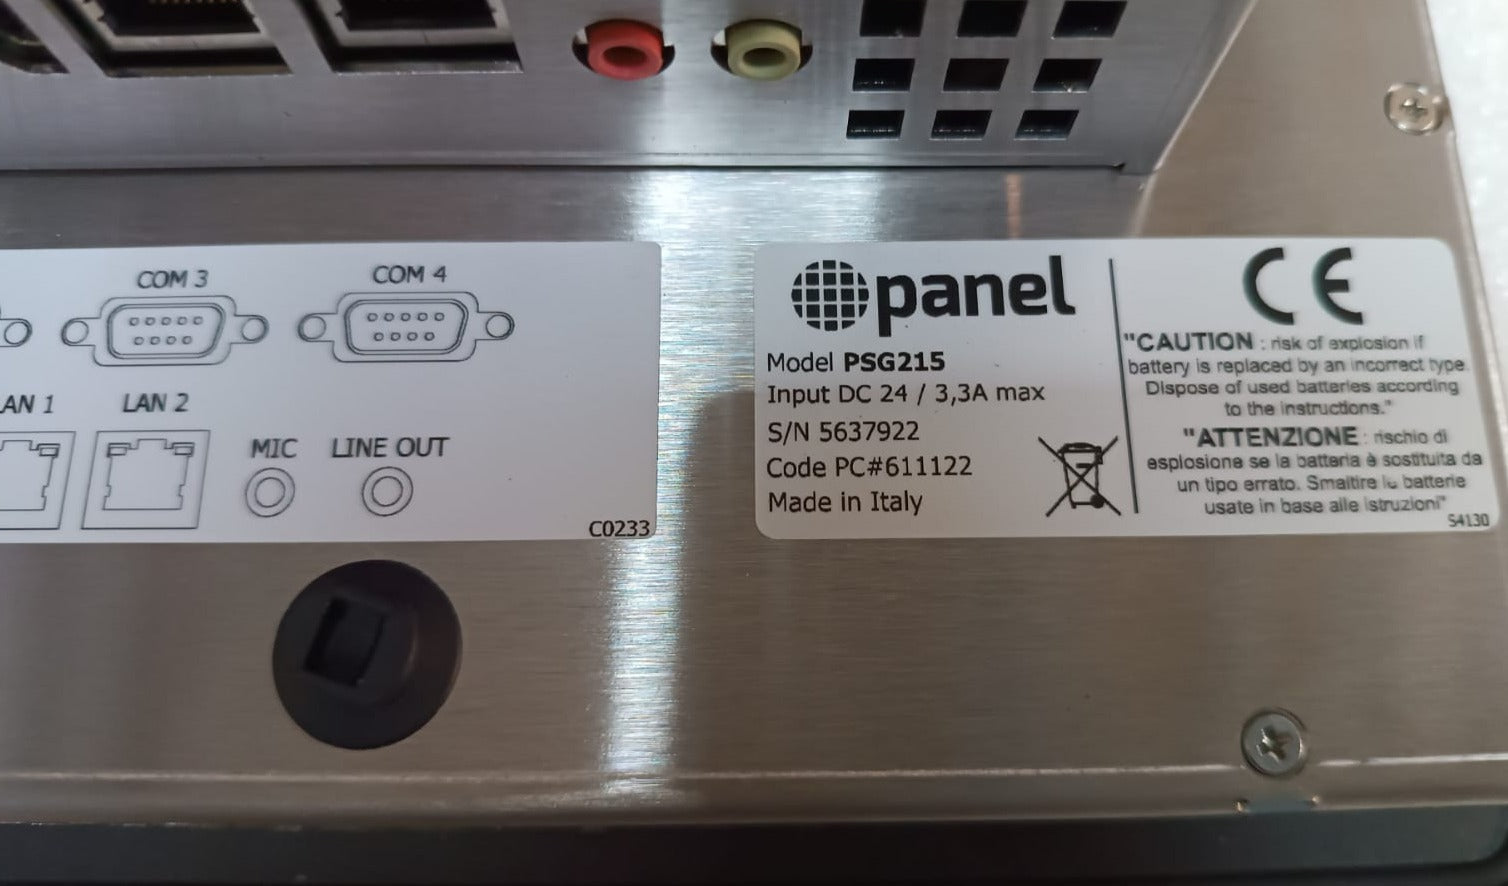 COM 3
COM 4
AN 1
LAN 2
MIC
LINE OUT
C0233
panel
Model PSG215
Input DC 24 / 3,3A max
S/N 5637922
Code PC#611122
Made in Italy
CE
"CAUTION : risk of explosion if
battery is replaced by an incorrect type.
Dispose of used batteries according
to the instructions."
"ATTENZIONE : rischio di
esplosione se la batteria è sostituita da
un tipo errato. Smaltire le batterie
usate in base alle istruzioni"
S4130